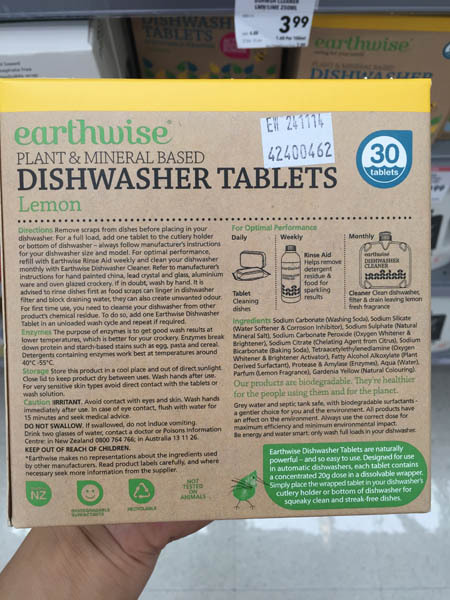 DISHWASHER CLEANER
3.99
DISHWASH
TABLETS
earthwise
DISHWASHER
earthwise
PLANT & MINERAL BASED
DISHWASHER TABLETS
Lemon
EW 241114
42400462
30
tablets
Directions Remove scraps from dishes before placing in your
dishwasher. For a full load, add one tablet to the cutlery holder
or bottom of dishwasher – always follow manufacturer's instructions
for your dishwasher size and model. For optimal performance,
refill with Earthwise Rinse Aid weekly and clean your dishwasher
monthly with Earthwise Dishwasher Cleaner. Refer to manufacturer's
instructions for hand painted china, lead crystal and glass, aluminium
ware and oven glazed crockery. If in doubt, wash by hand. It is
advised to rinse dishes first as food scraps can linger in dishwasher
filter and block draining water, they can also create unwanted odour.
For first time use, you need to cleanse your dishwasher from other
products chemical residue. To do so, add one Earthwise Dishwasher
Tablet in an unloaded wash cycle and repeat if required.
Enzymes The purpose of enzymes is to get good wash results at
lower temperatures, which is better for your crockery. Enzymes break
down protein and starch-based stains such as egg, pasta and cereal.
Detergents containing enzymes work best at temperatures around
40°C -55°C.
Storage Store this product in a cool place and out of direct sunlight.
Close lid to keep product dry between uses. Wash hands after use.
For very sensitive skin types avoid direct contact with the tablets or
wash solution.
Caution IRRITANT. Avoid contact with eyes and skin. Wash hands
immediately after use. In case of eye contact, flush with water for
15 minutes and seek medical advice.
DO NOT SWALLOW. If swallowed, do not induce vomiting.
Drink two glasses of water, contact a doctor or Poisons Information
Centre: in New Zealand 0800 764 766; in Australia 13 11 26.
KEEP OUT OF REACH OF CHILDREN.
*Earthwise makes no representations about the ingredients used
by other manufacturers. Read product labels carefully, and where
necessary seek more information from the supplier.
For Optimal Performance
Daily
Weekly
Monthly
Tablet
Cleaning
dishes
Rinse Aid
Helps remove
detergent
residue &
food for
sparkling
results
earthwise
DISHWASHER
CLEANER
Cleaner Clean dishwasher,
filter & drain leaving lemon
fresh fragrance
Ingredients Sodium Carbonate (Washing Soda), Sodium Silicate
(Water Softener & Corrosion Inhibitor), Sodium Sulphate (Natural
Mineral Salt), Sodium Carbonate Peroxide (Oxygen Whitener &
Brightener), Sodium Citrate (Chelating Agent from Citrus), Sodium
Bicarbonate (Baking Soda), Tetraacetylethylenediamine (Oxygen
Whitener & Brightener Activator), Fatty Alcohol Alkoxylate (Plant
Derived Surfactant), Protease & Amylase (Enzymes), Aqua (Water),
Parfum (Lemon Fragrance), Gardenia Yellow (Natural Colouring).
Our products are biodegradable. They're healthier
for the people using them and for the planet.
Grey water and septic tank safe, with biodegradable surfactants -
a gentler choice for you and the environment. All products have
an effect on the environment. Always use the correct dose for
maximum efficiency and minimum environmental impact.
Be energy and water smart: only wash full loads in your dishwasher.
NZ
BIODEGRADABLE
SURFACTANTS
RECYCLABLE
NOT
TESTED
ON
ANIMALS
Earthwise Dishwasher Tablets are naturally
powerful – and so easy to use. Designed for use
in automatic dishwashers, each tablet contains
a concentrated 20g dose in a dissolvable wrapper.
Simply place the wrapped tablet in your dishwasher's
cutlery holder or bottom of dishwasher for
squeaky clean and streak-free dishes.